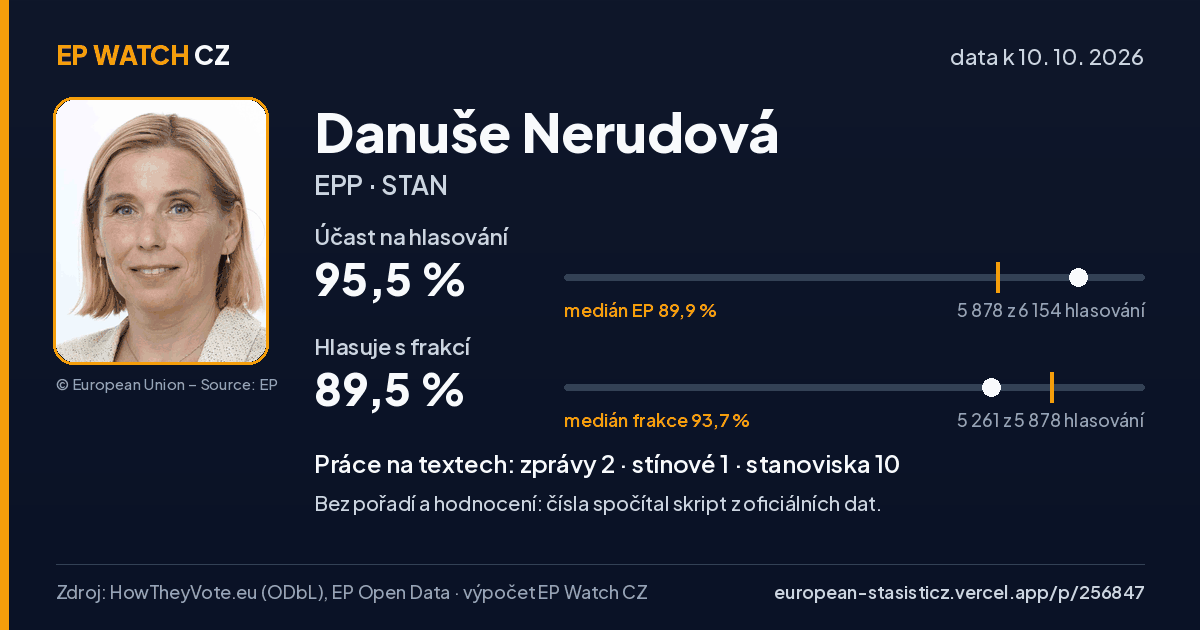 EP WATCH CZ
data k 10. 10. 2026
Danuše Nerudová
EPP · STAN
Účast na hlasování
95,5 %
medián EP 89,9 %
5 878 z 6 154 hlasování
Hlasuje s frakcí
89,5 %
medián frakce 93,7 %
5 261 z 5 878 hlasování
© European Union – Source: EP
Práce na textech: zprávy 2 · stínové 1 · stanoviska 10
Bez pořadí a hodnocení: čísla spočítal skript z oficiálních dat.
Zdroj: HowTheyVote.eu (ODbL), EP Open Data · výpočet EP Watch CZ
european-stasisticz.vercel.app/p/256847